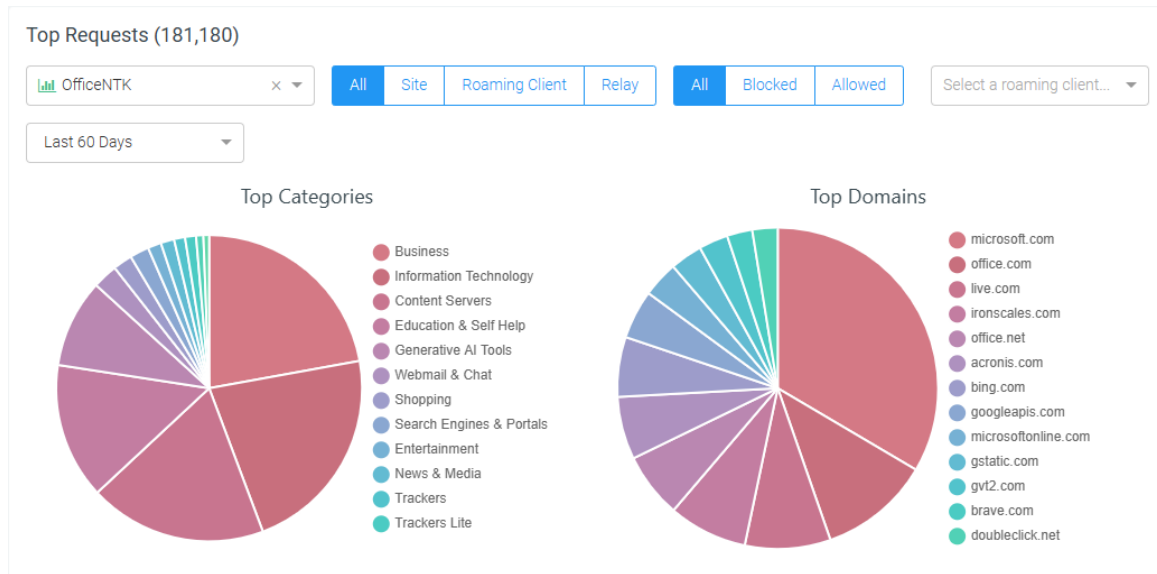 Top Requests (181,180)
OfficeNTK
All Site Roaming Client Relay
All Blocked Allowed
Select a roaming client...
Last 60 Days
Top Categories
Business
Information Technology
Content Servers
Education & Self Help
Generative AI Tools
Webmail & Chat
Shopping
Search Engines & Portals
Entertainment
News & Media
Trackers
Trackers Lite
Top Domains
microsoft.com
office.com
live.com
ironscales.com
office.net
acronis.com
bing.com
googleapis.com
microsoftonline.com
gstatic.com
gvt2.com
brave.com
doubleclick.net